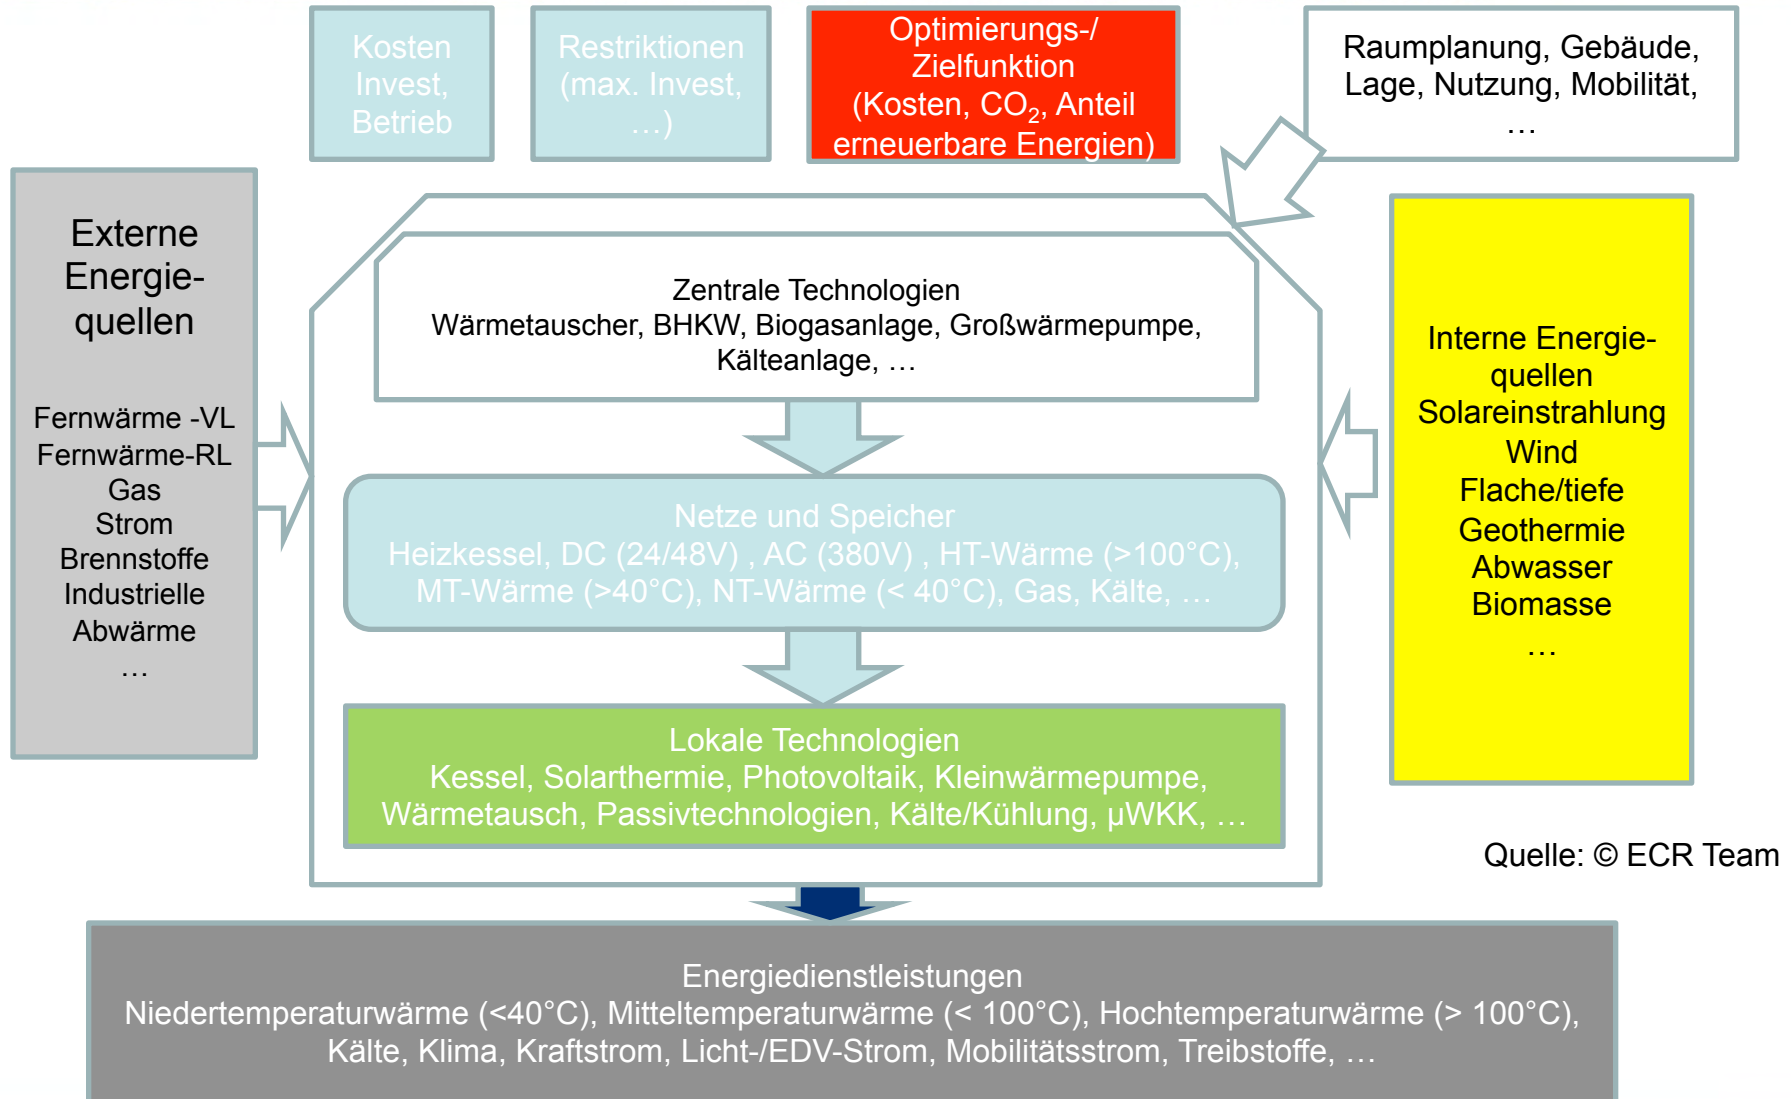 Kosten
Invest,
Betrieb
Restriktionen
(max. Invest,
…)
Optimierungs-/
Zielfunktion
(Kosten, CO₂, Anteil
erneuerbare Energien)
Raumplanung, Gebäude,
Lage, Nutzung, Mobilität,
…
Externe
Energie-
quellen
Fernwärme -VL
Fernwärme-RL
Gas
Strom
Brennstoffe
Industrielle
Abwärme
…
Zentrale Technologien
Wärmetauscher, BHKW, Biogasanlage, Großwärmepumpe,
Kälteanlage, …
Netze und Speicher
Heizkessel, DC (24/48V) , AC (380V) , HT-Wärme (>100°C),
MT-Wärme (>40°C), NT-Wärme (< 40°C), Gas, Kälte, …
Lokale Technologien
Kessel, Solarthermie, Photovoltaik, Kleinwärmepumpe,
Wärmetausch, Passivtechnologien, Kälte/Kühlung, µWKK, …
Interne Energie-
quellen
Solareinstrahlung
Wind
Flache/tiefe
Geothermie
Abwasser
Biomasse
…
Quelle: © ECR Team
Energiedienstleistungen
Niedertemperaturwärme (<40°C), Mitteltemperaturwärme (< 100°C), Hochtemperaturwärme (> 100°C),
Kälte, Klima, Kraftstrom, Licht-/EDV-Strom, Mobilitätsstrom, Treibstoffe, …